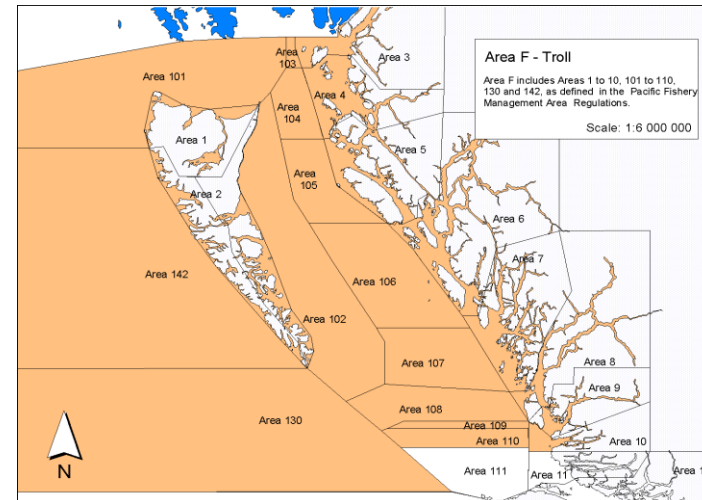 Area F - Troll
Area F includes Areas 1 to 10, 101 to 110,
130 and 142, as defined in the Pacific Fishery
Management Area Regulations.
Scale: 1:6 000 000
Area 3
Area
103
Area 101
Area 4
Area 104
Area 1
Area 5
Area 105
Area 2
Area 6
Area 7
Area 142
Area 106
Area 102
Area 107
Area 8
Area 9
Area 108
Area 130
Area 109
Area 110
Area 10
Area 111
Area 11
Area 1
N